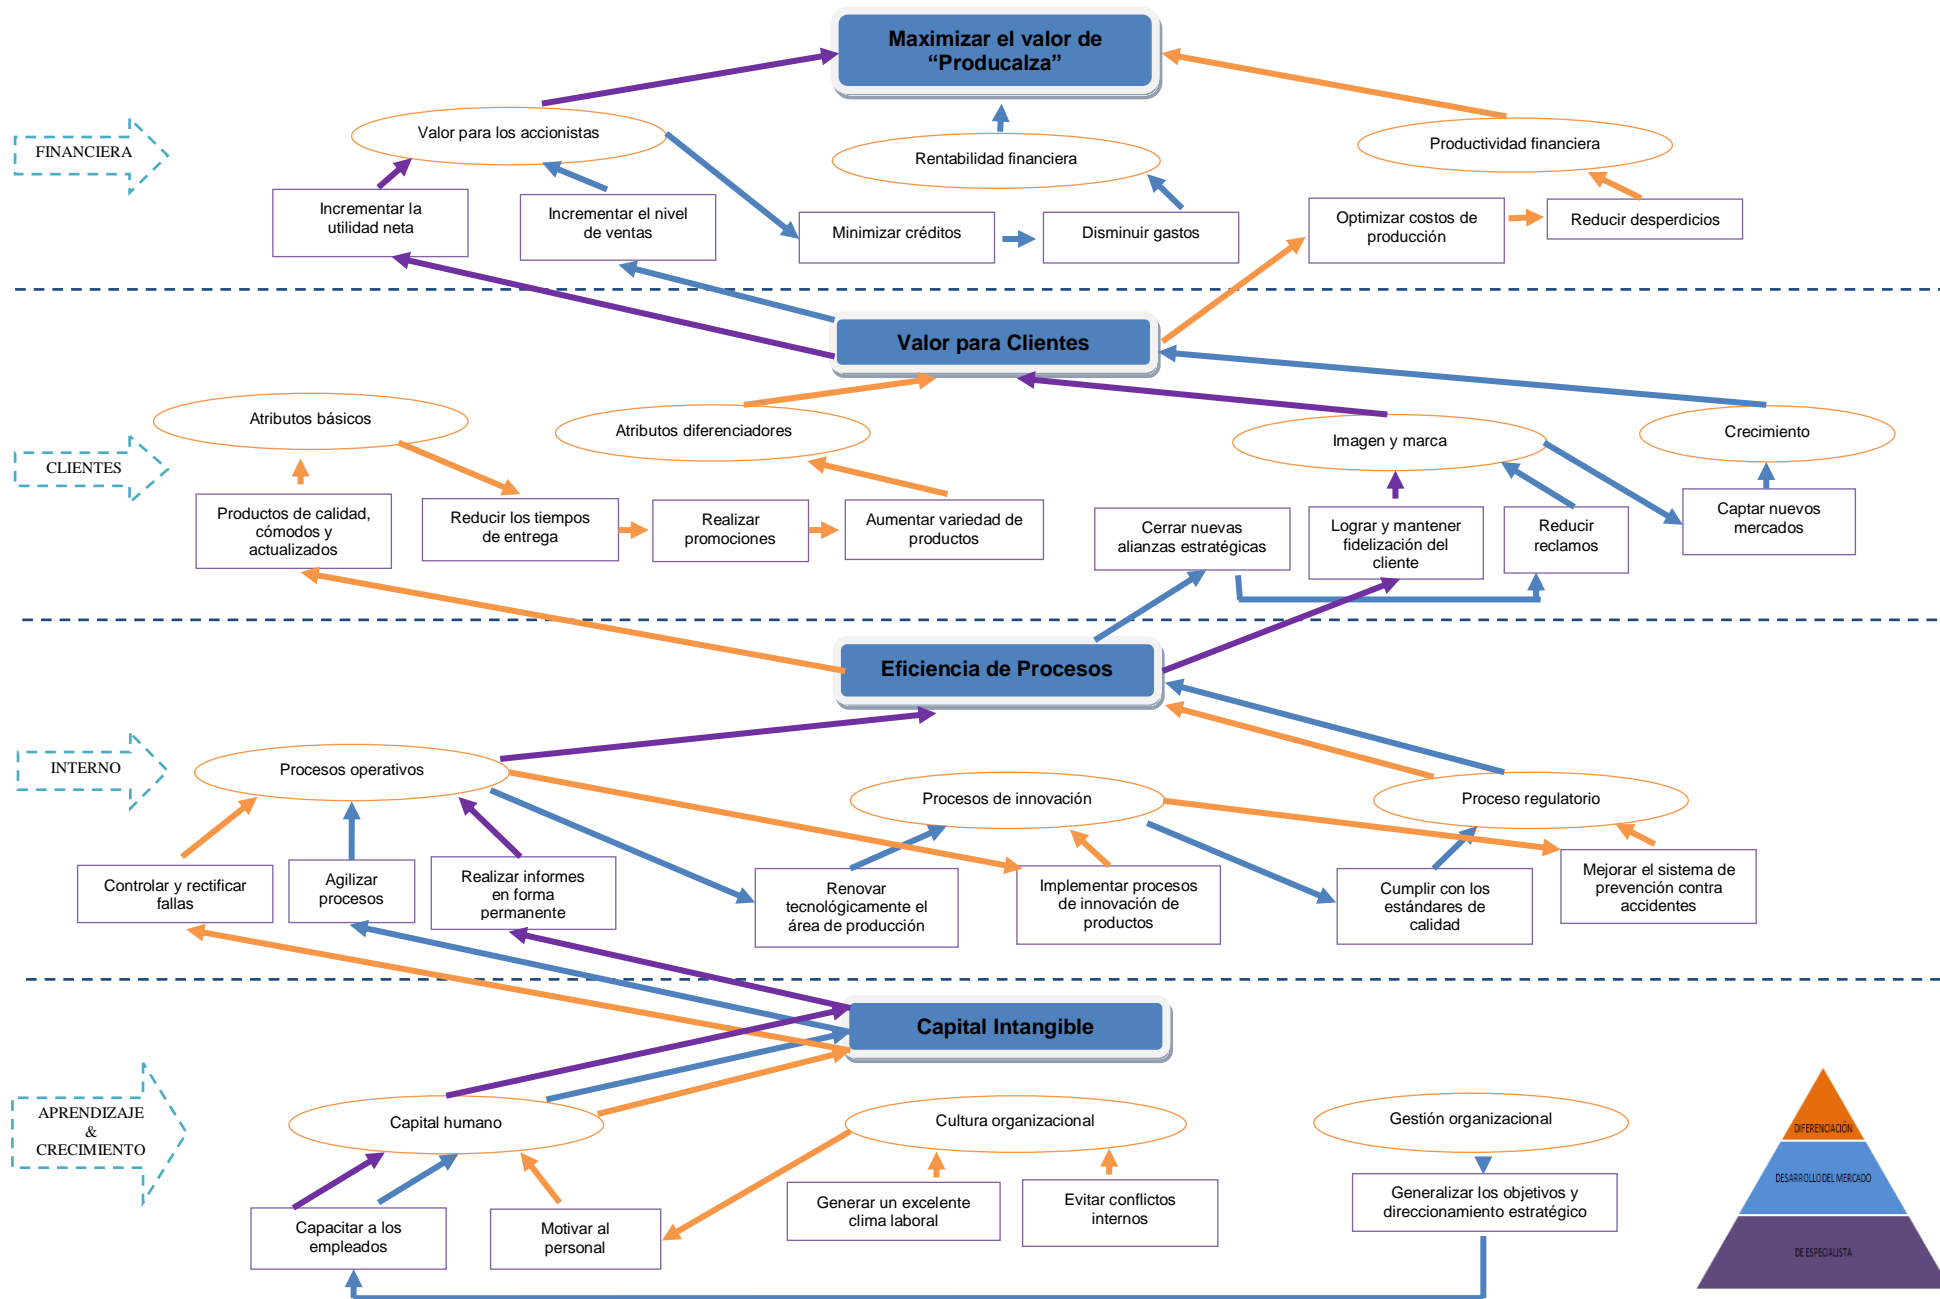 Maximizar el valor de
“Producalza”
FINANCIERA
Valor para los accionistas
Rentabilidad financiera
Productividad financiera
Incrementar la
utilidad neta
Incrementar el nivel
de ventas
Minimizar créditos
Disminuir gastos
Optimizar costos de
producción
Reducir desperdicios
Valor para Clientes
CLIENTES
Atributos básicos
Atributos diferenciadores
Imagen y marca
Crecimiento
Productos de calidad,
cómodos y
actualizados
Reducir los tiempos
de entrega
Realizar
promociones
Aumentar variedad de
productos
Cerrar nuevas
alianzas estratégicas
Lograr y mantener
fidelización del
cliente
Reducir
reclamos
Captar nuevos
mercados
Eficiencia de Procesos
INTERNO
Procesos operativos
Procesos de innovación
Proceso regulatorio
Controlar y rectificar
fallas
Agilizar
procesos
Realizar informes
en forma
permanente
Renovar
tecnológicamente el
área de producción
Implementar procesos
de innovación de
productos
Cumplir con los
estándares de
calidad
Mejorar el sistema de
prevención contra
accidentes
Capital Intangible
APRENDIZAJE
&
CRECIMIENTO
Capital humano
Cultura organizacional
Gestión organizacional
Capacitar a los
empleados
Motivar al
personal
Generar un excelente
clima laboral
Evitar conflictos
internos
Generalizar los objetivos y
direccionamiento estratégico
DIFERENCIACIÓN
DESARROLLO DEL MERCADO
DE ESPECIALISTA